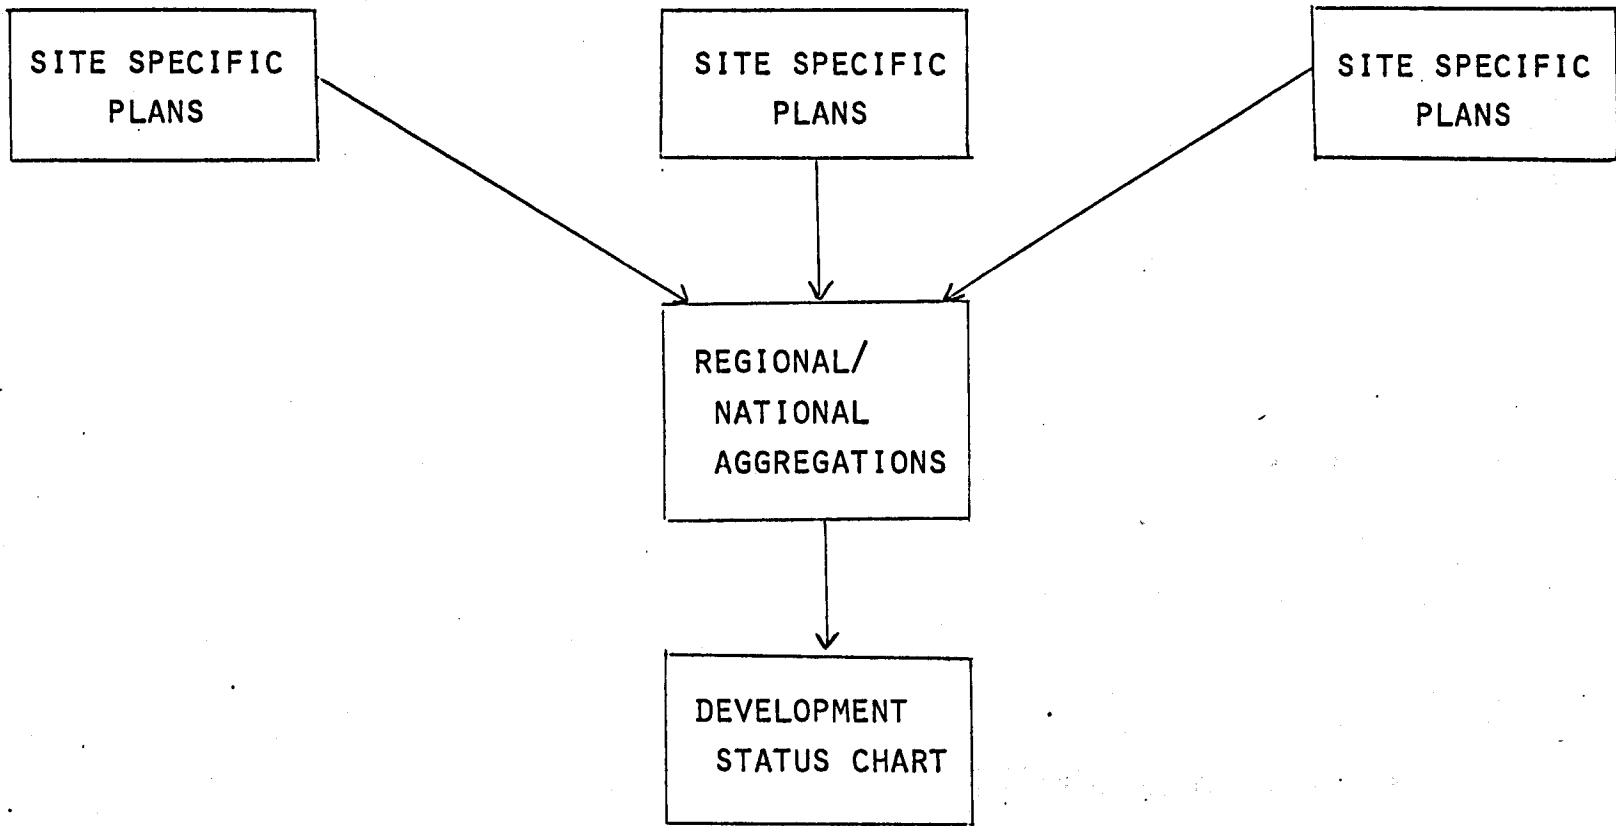 SITE SPECIFIC
PLANS
SITE SPECIFIC
PLANS
SITE SPECIFIC
PLANS
REGIONAL/
NATIONAL
AGGREGATIONS
DEVELOPMENT
STATUS CHART